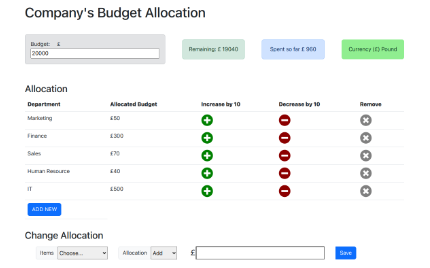 Company's Budget Allocation
Budget: £
20000
Remaining: £ 19040
Spent so far £ 960
Currency (£) Pound
Allocation
Department Allocated Budget Increase by 10 Decrease by 10 Remove
Marketing £50
Finance £300
Sales £70
Human Resource £40
IT £500
ADD NEW
Change Allocation
Items Choose... Allocation Add £ Save